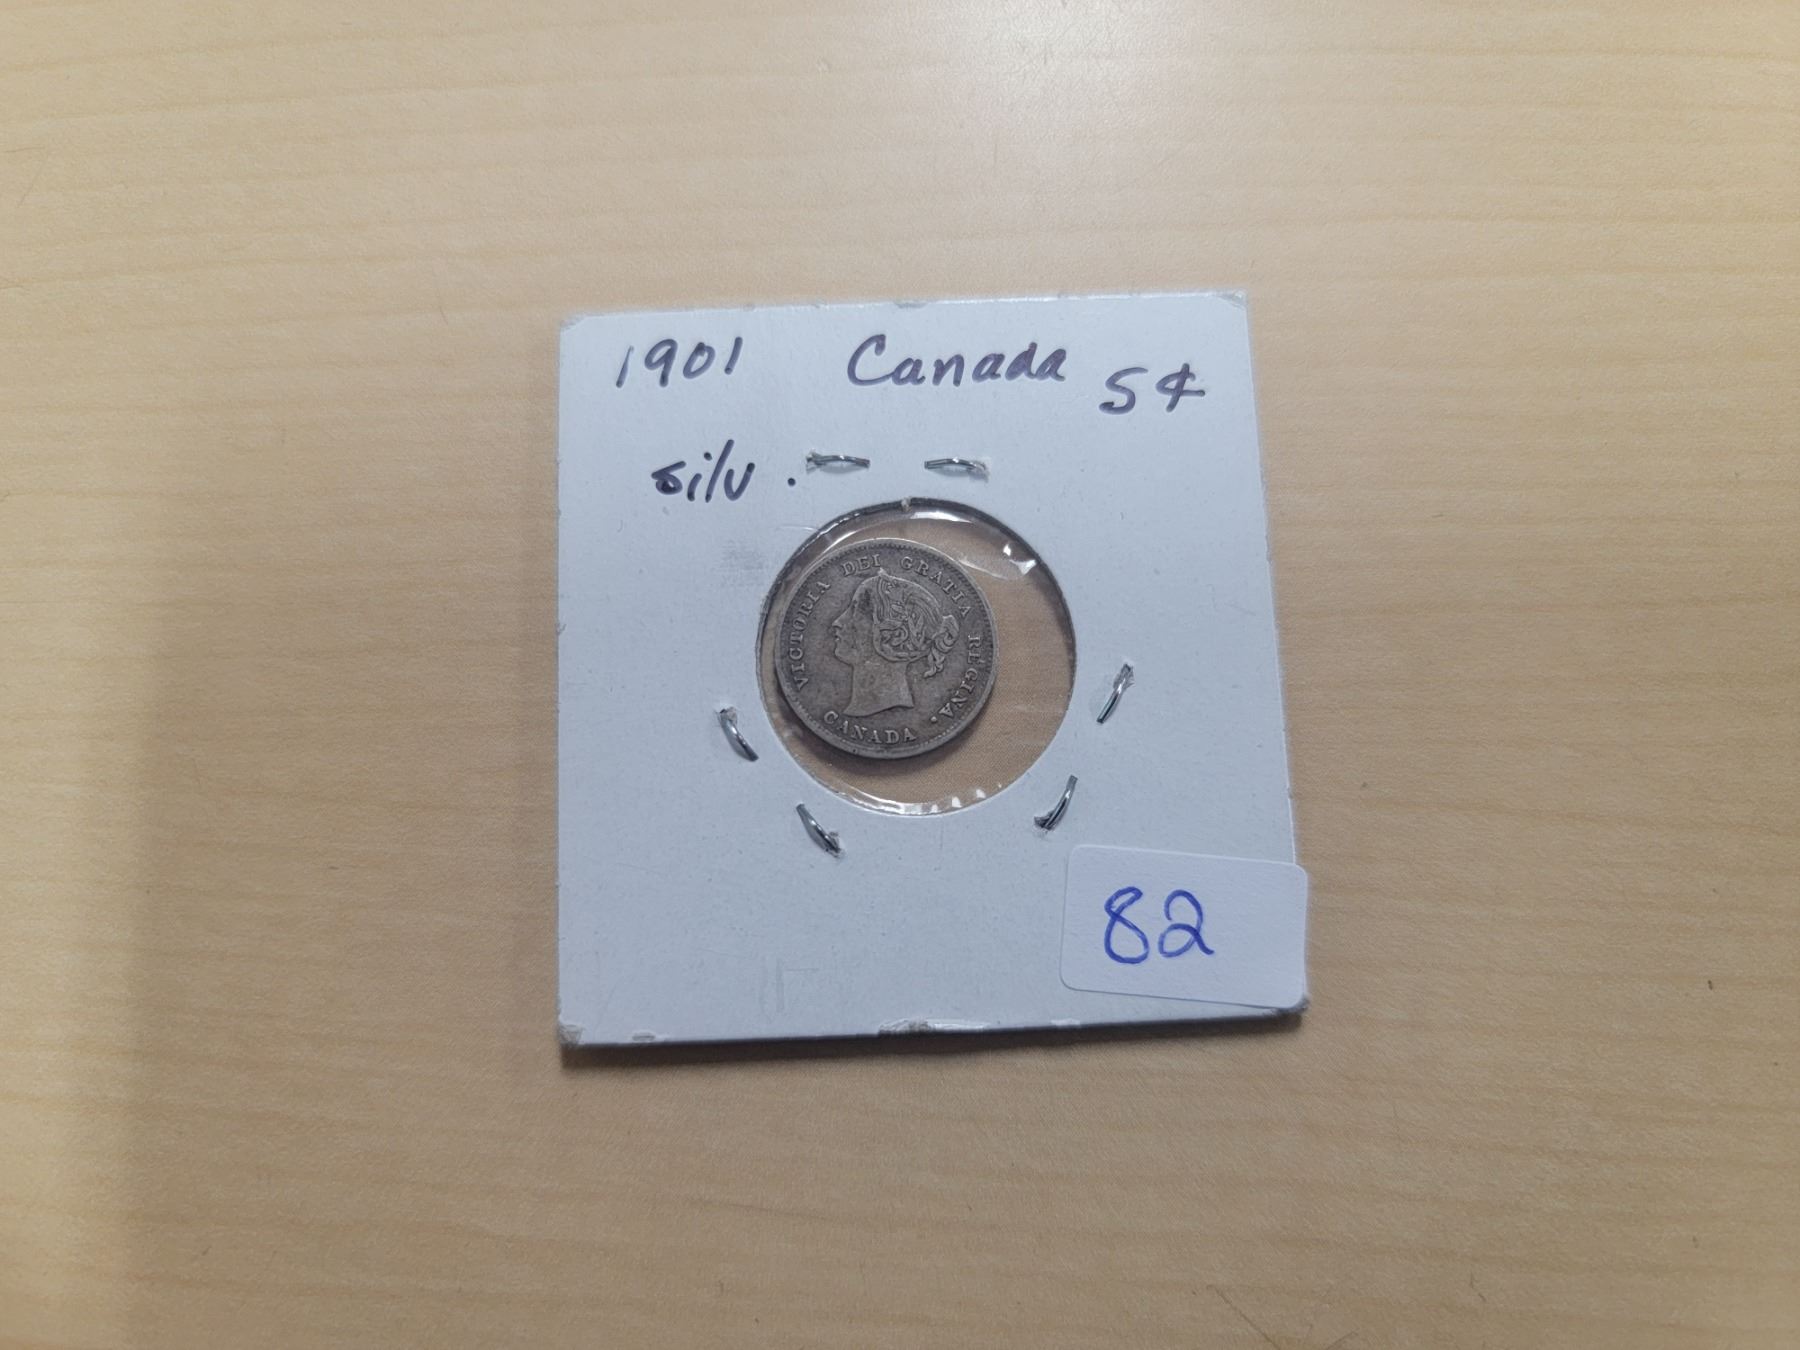 1901 Canada 5¢
silv.
VICTORIA DEI GRATIA REGINA.
CANADA
82